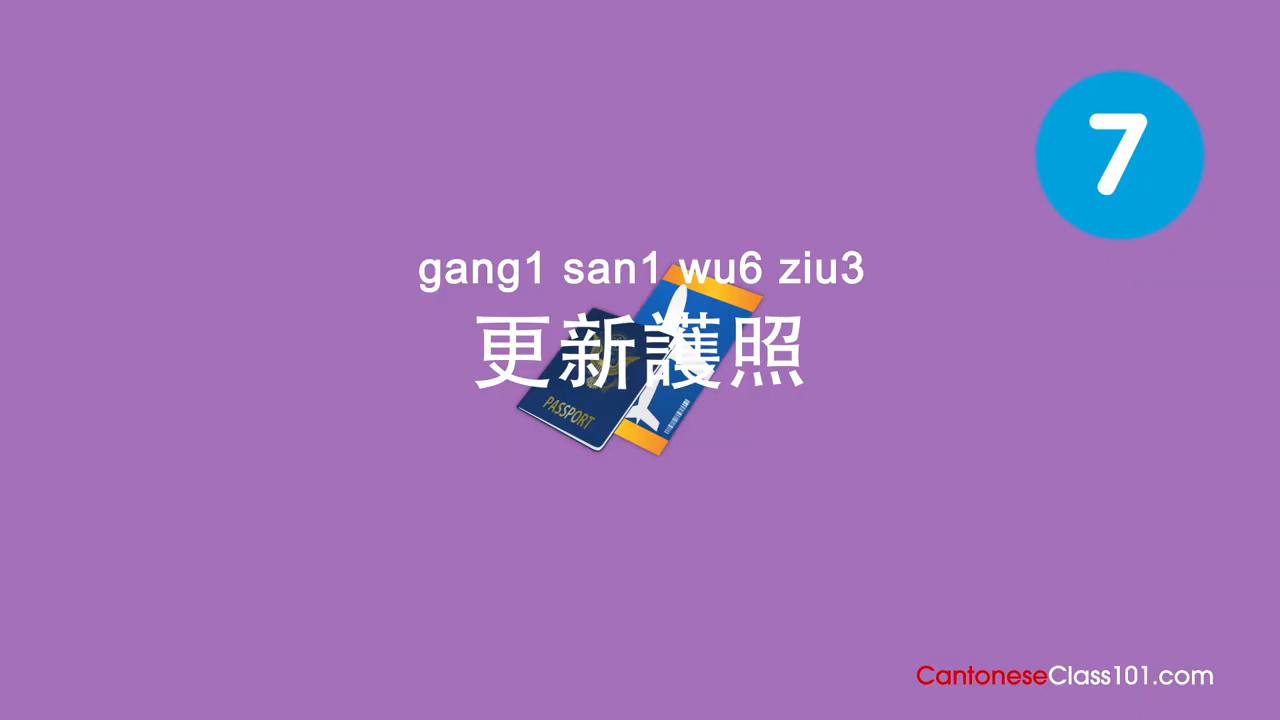 7
gang1 san1 wu6 ziu3
更新護照
PASSPORT
CantoneseClass101.com